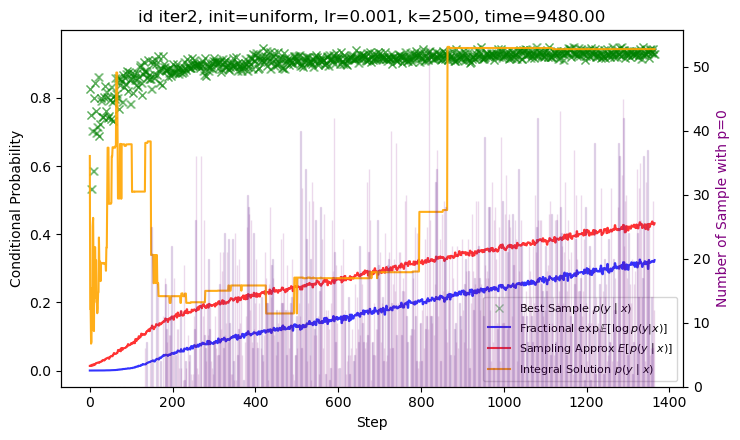 id iter2, init=uniform, lr=0.001, k=2500, time=9480.00
Conditional Probability
0.8
0.6
0.4
0.2
0.0
50
40
30
20
10
0
Number of Sample with p=0
Best Sample p(y | x)
Fractional exp𝔼[log p(y|x)]
Sampling Approx E[p(y | x)]
Integral Solution p(y | x)
0 200 400 600 800 1000 1200 1400
Step